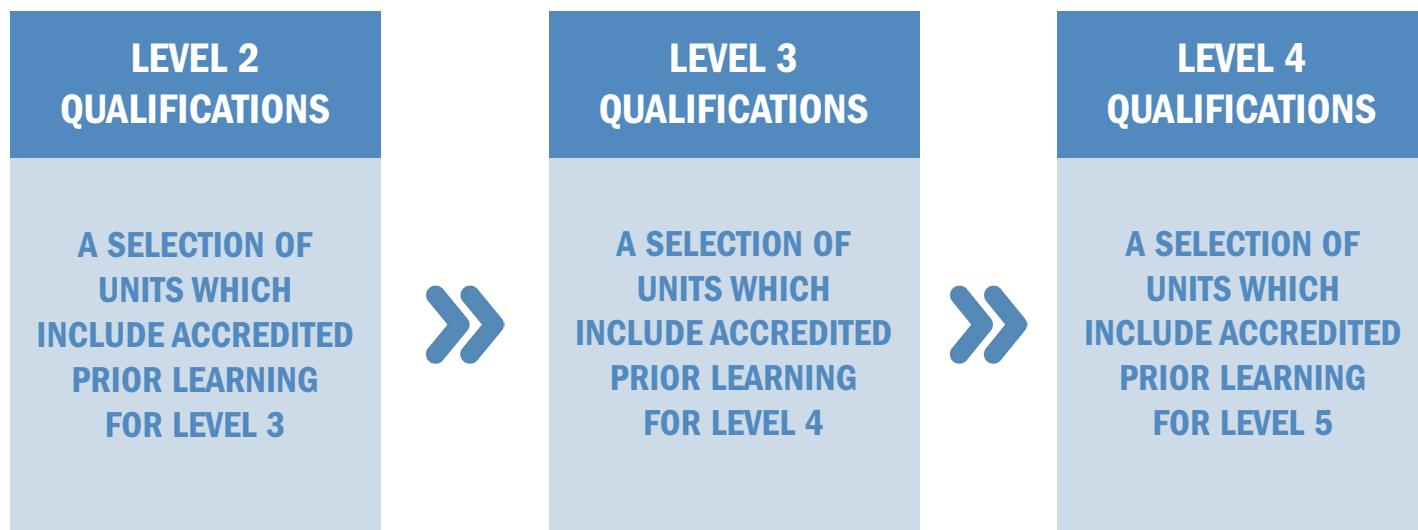 LEVEL 2
QUALIFICATIONS
A SELECTION OF
UNITS WHICH
INCLUDE ACCREDITED
PRIOR LEARNING
FOR LEVEL 3
LEVEL 3
QUALIFICATIONS
A SELECTION OF
UNITS WHICH
INCLUDE ACCREDITED
PRIOR LEARNING
FOR LEVEL 4
LEVEL 4
QUALIFICATIONS
A SELECTION OF
UNITS WHICH
INCLUDE ACCREDITED
PRIOR LEARNING
FOR LEVEL 5